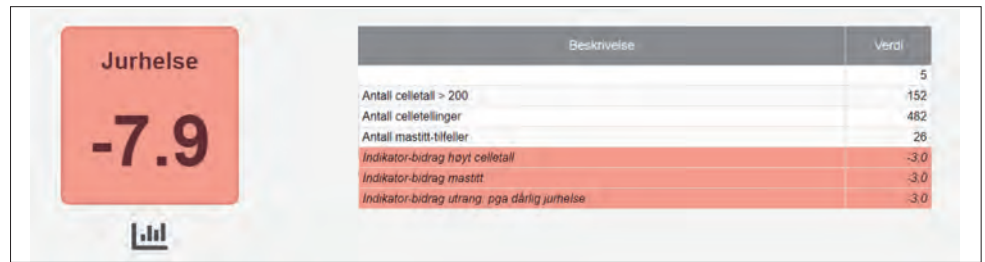 Jurhelse
-7.9
Beskrivelse Verdi
5
Antall celletall > 200 152
Antall celletellinger 482
Antall mastitt-tilfeller 26
Indikator-bidrag høyt celletall -3,0
Indikator-bidrag mastitt -3,0
Indikator-bidrag utrang. pga dårlig jurhelse -3,0